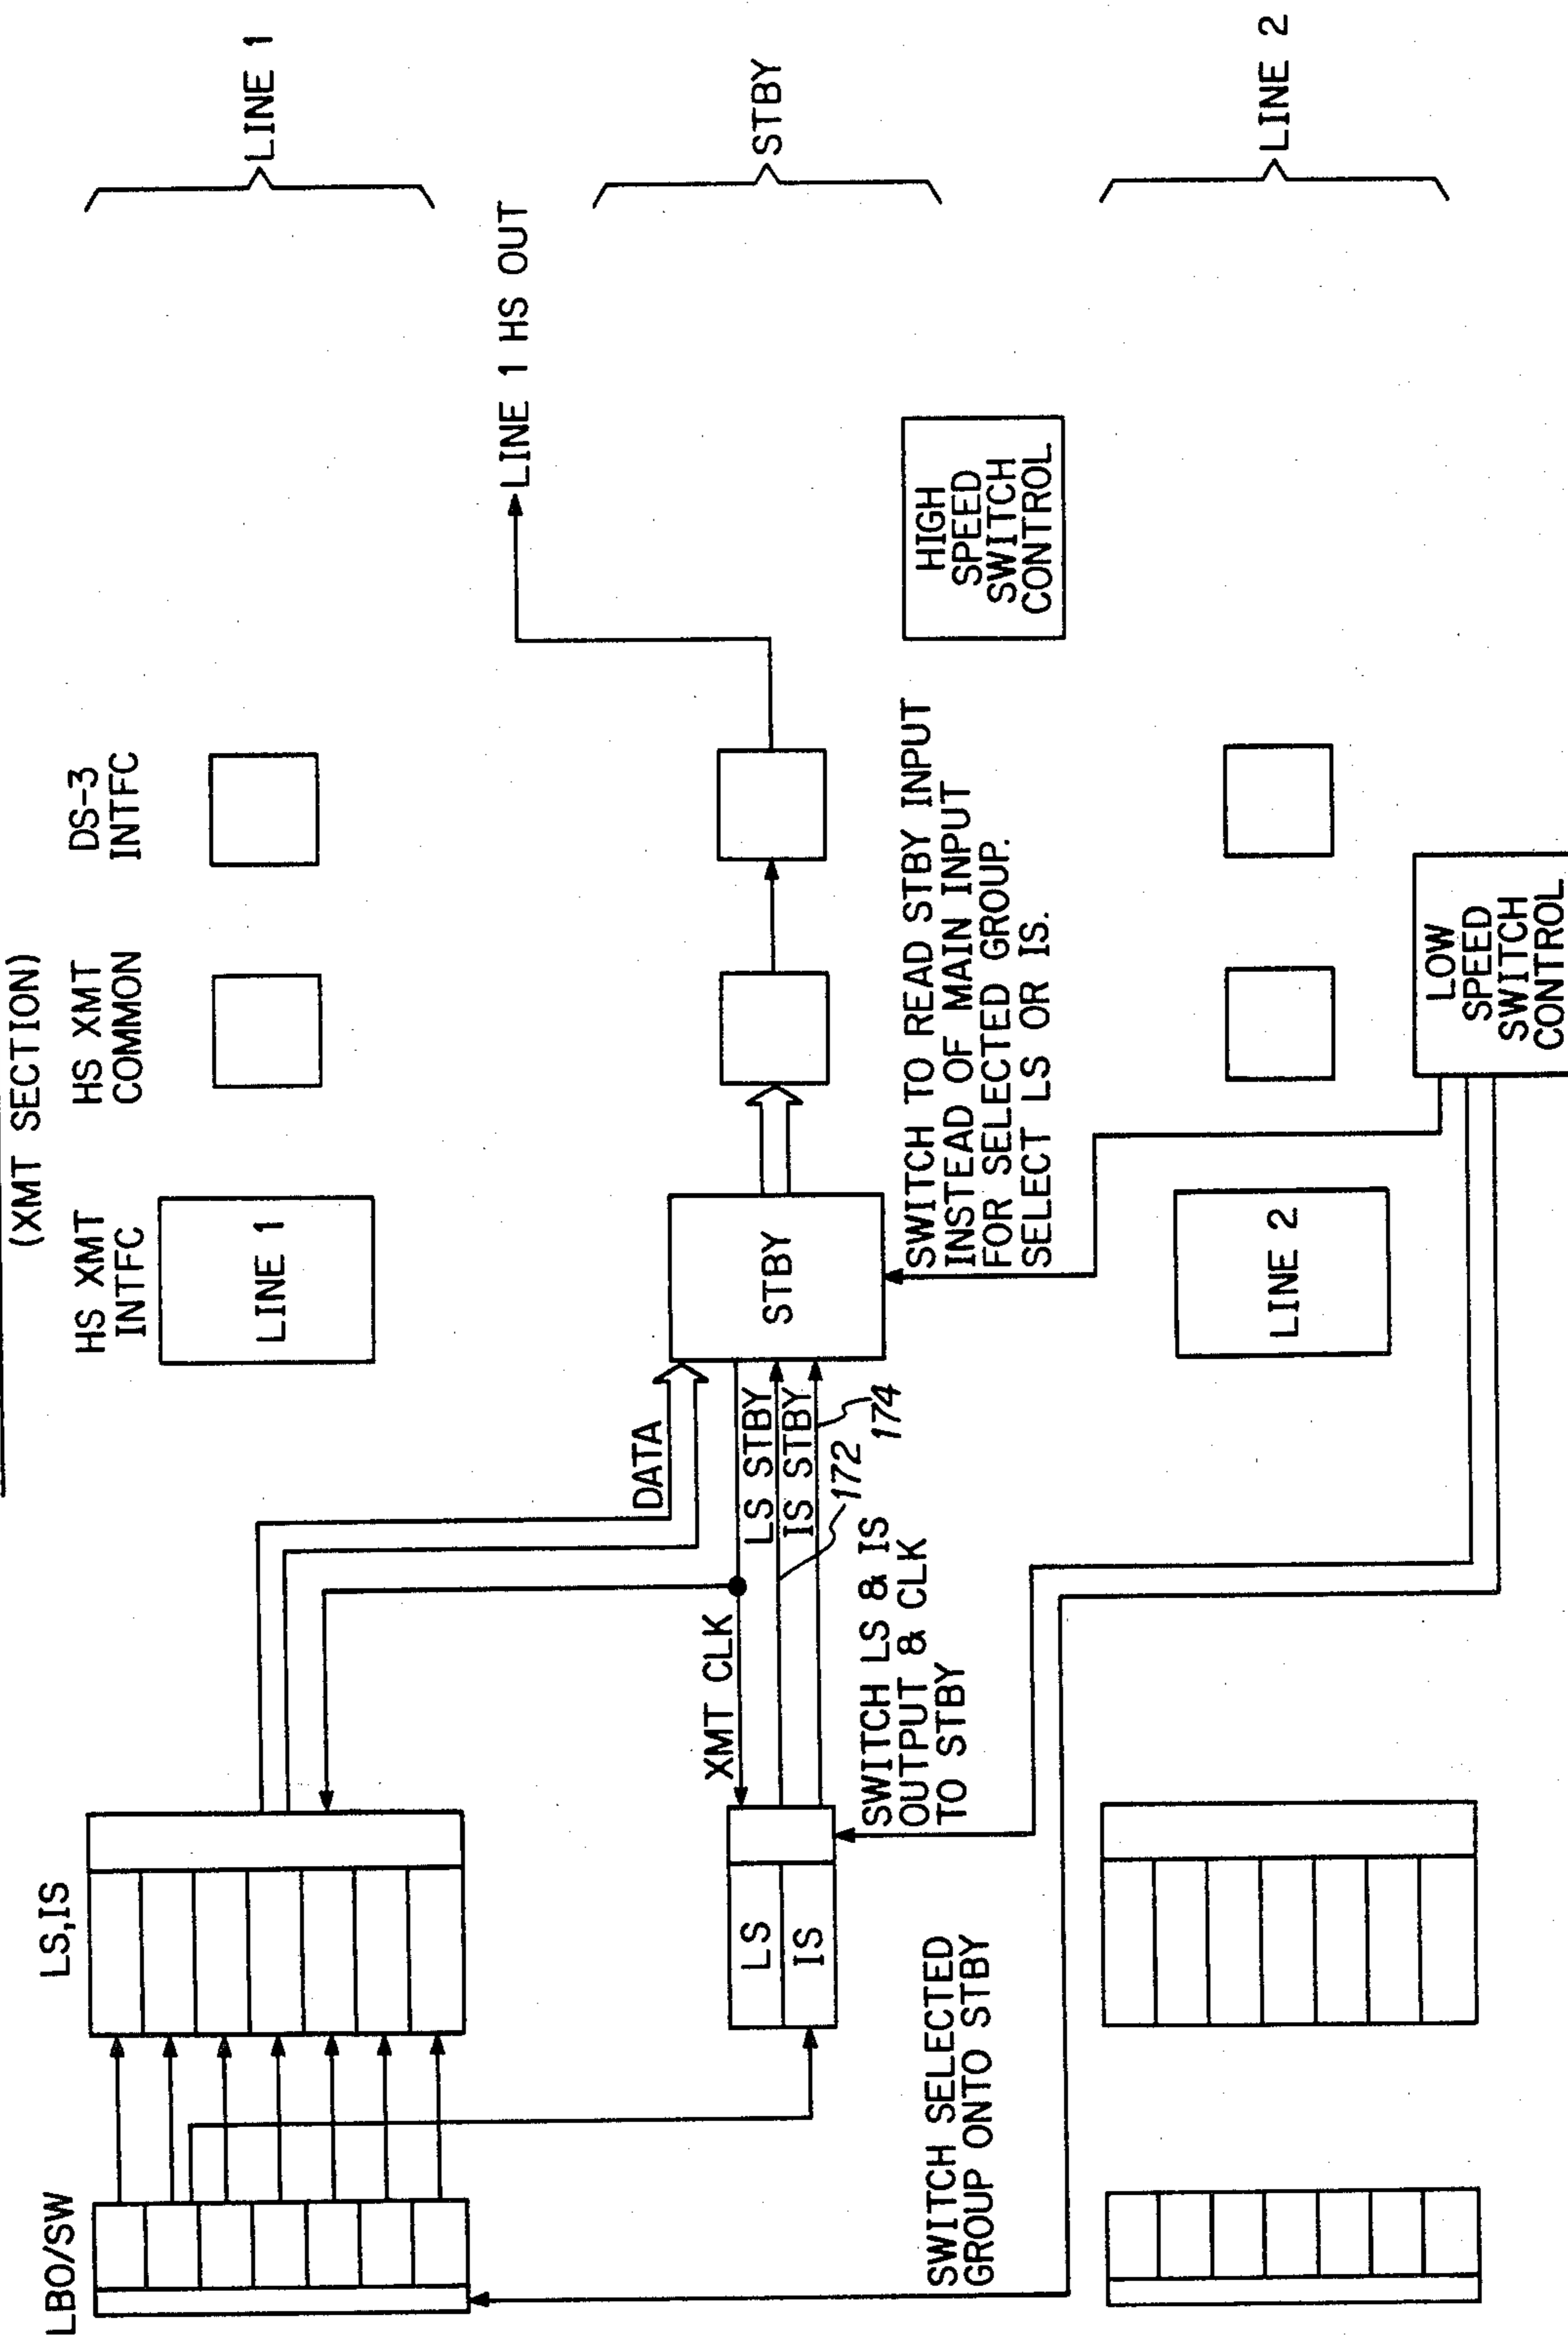 (XMT SECTION)
LBO/SW
LS,IS
HS XMT
INTFC
HS XMT
COMMON
DS-3
INTFC
LINE 1
LINE 1
DATA
LINE 1 HS OUT
XMT CLK
LS STBY
IS STBY
172
174
LS
IS
STBY
STBY
SWITCH LS & IS
OUTPUT & CLK
TO STBY
SWITCH TO READ STBY INPUT
INSTEAD OF MAIN INPUT
FOR SELECTED GROUP.
SELECT LS OR IS.
HIGH
SPEED
SWITCH
CONTROL
SWITCH SELECTED
GROUP ONTO STBY
LINE 2
LINE 2
LOW
SPEED
SWITCH
CONTROL